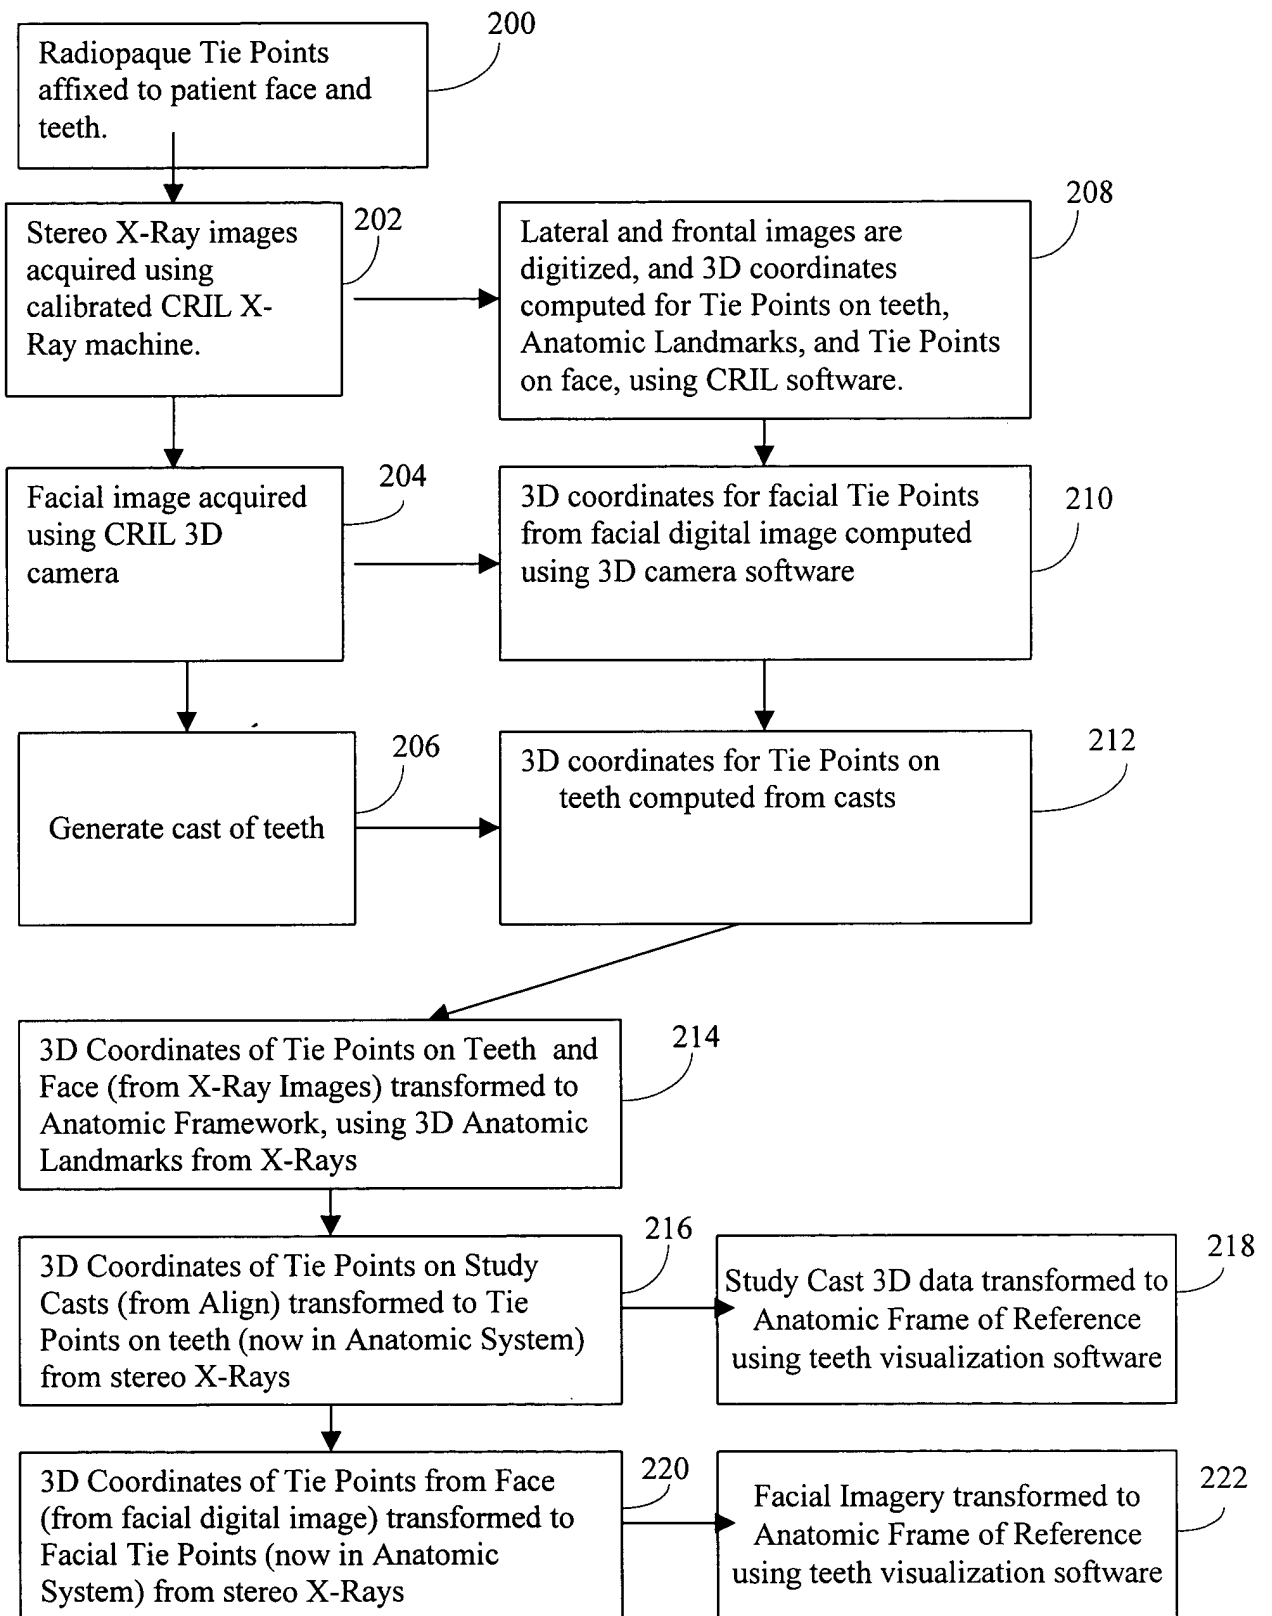 200
Radiopaque Tie Points
affixed to patient face and
teeth.
202
Stereo X-Ray images
acquired using
calibrated CRIL X-
Ray machine.
208
Lateral and frontal images are
digitized, and 3D coordinates
computed for Tie Points on teeth,
Anatomic Landmarks, and Tie Points
on face, using CRIL software.
204
Facial image acquired
using CRIL 3D
camera
210
3D coordinates for facial Tie Points
from facial digital image computed
using 3D camera software
206
Generate cast of teeth
212
3D coordinates for Tie Points on
teeth computed from casts
214
3D Coordinates of Tie Points on Teeth and
Face (from X-Ray Images) transformed to
Anatomic Framework, using 3D Anatomic
Landmarks from X-Rays
216
3D Coordinates of Tie Points on Study
Casts (from Align) transformed to Tie
Points on teeth (now in Anatomic System)
from stereo X-Rays
218
Study Cast 3D data transformed to
Anatomic Frame of Reference
using teeth visualization software
220
3D Coordinates of Tie Points from Face
(from facial digital image) transformed to
Facial Tie Points (now in Anatomic
System) from stereo X-Rays
222
Facial Imagery transformed to
Anatomic Frame of Reference
using teeth visualization software